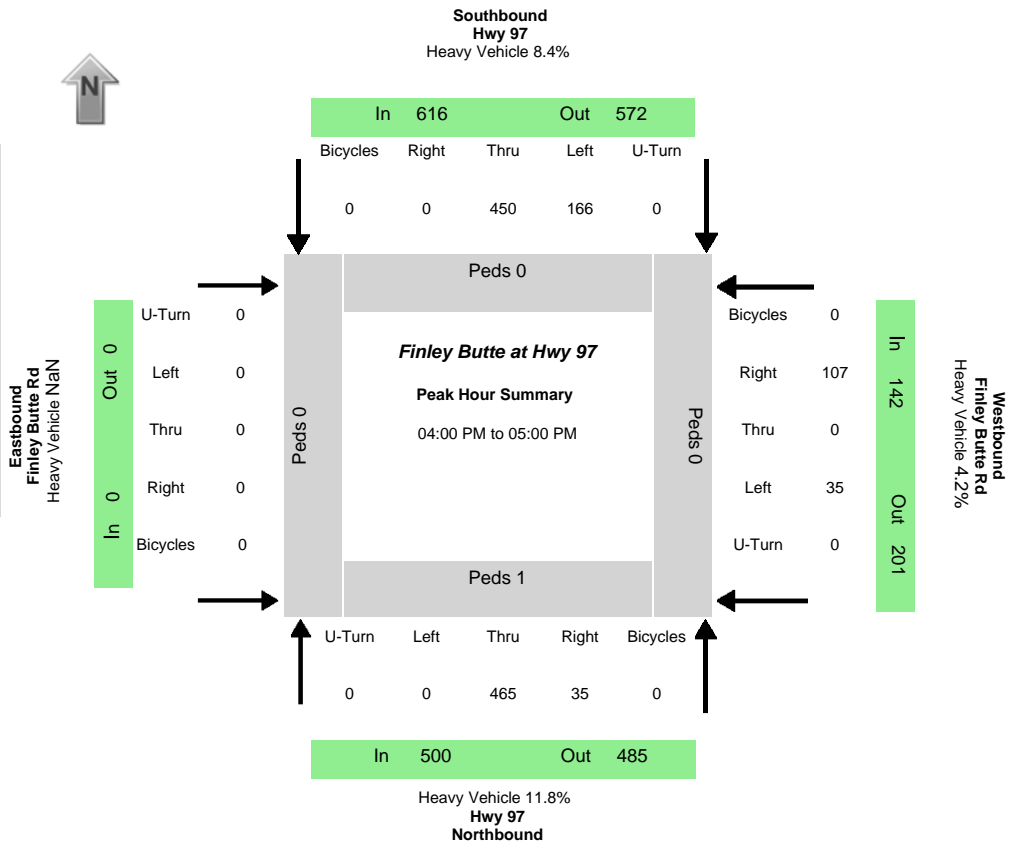 Southbound
Hwy 97
Heavy Vehicle 8.4%
N
In 616 Out 572
Bicycles Right Thru Left U-Turn
0 0 450 166 0
Peds 0
Eastbound
Finley Butte Rd
Heavy Vehicle NaN
In 0 Out 0
U-Turn 0
Left 0
Thru 0
Right 0
Bicycles 0
Peds 0
Finley Butte at Hwy 97
Peak Hour Summary
04:00 PM to 05:00 PM
Peds 0
Bicycles 0
Right 107
Thru 0
Left 35
U-Turn 0
In 142 Out 201
Westbound
Finley Butte Rd
Heavy Vehicle 4.2%
Peds 1
U-Turn Left Thru Right Bicycles
0 0 465 35 0
In 500 Out 485
Heavy Vehicle 11.8%
Hwy 97
Northbound